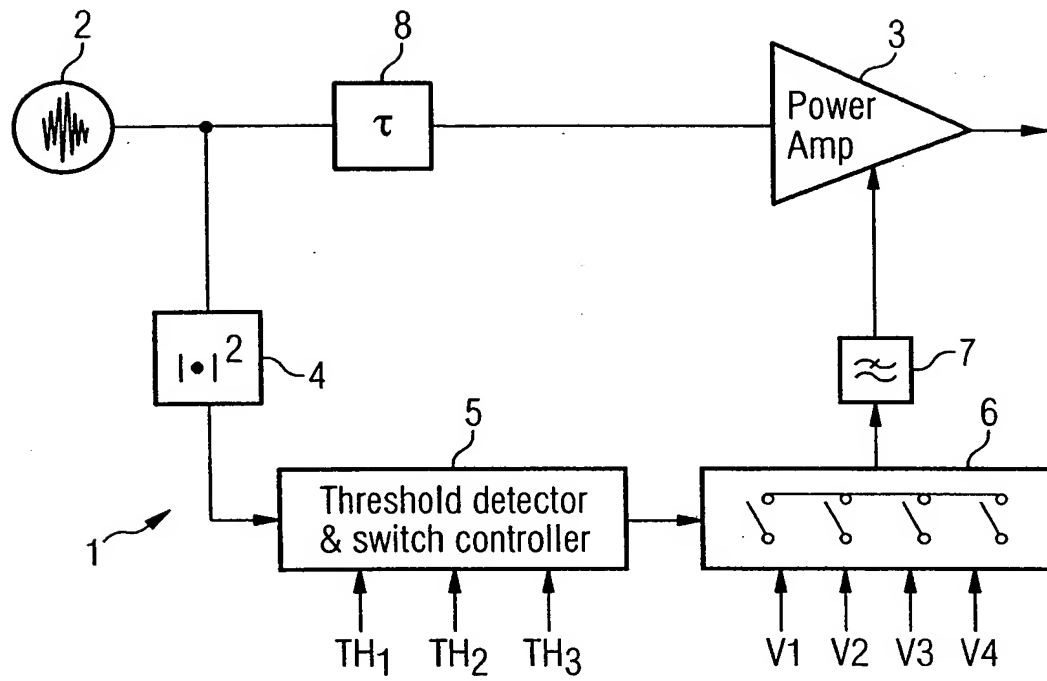 2
8
3
τ
Power
Amp
|•|²
4
7
5
6
Threshold detector
& switch controller
1
TH₁ TH₂ TH₃
V1 V2 V3 V4